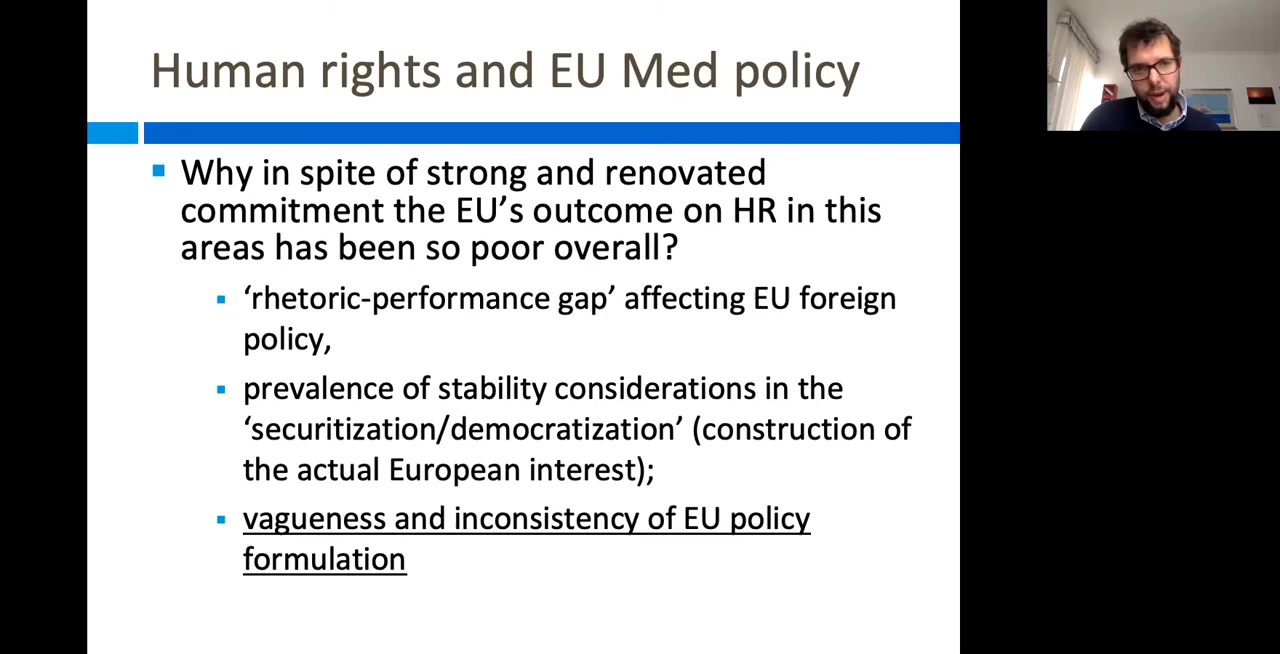 Human rights and EU Med policy
Why in spite of strong and renovated
commitment the EU’s outcome on HR in this
areas has been so poor overall?
‘rhetoric-performance gap’ affecting EU foreign
policy,
prevalence of stability considerations in the
‘securitization/democratization’ (construction of
the actual European interest);
vagueness and inconsistency of EU policy
formulation